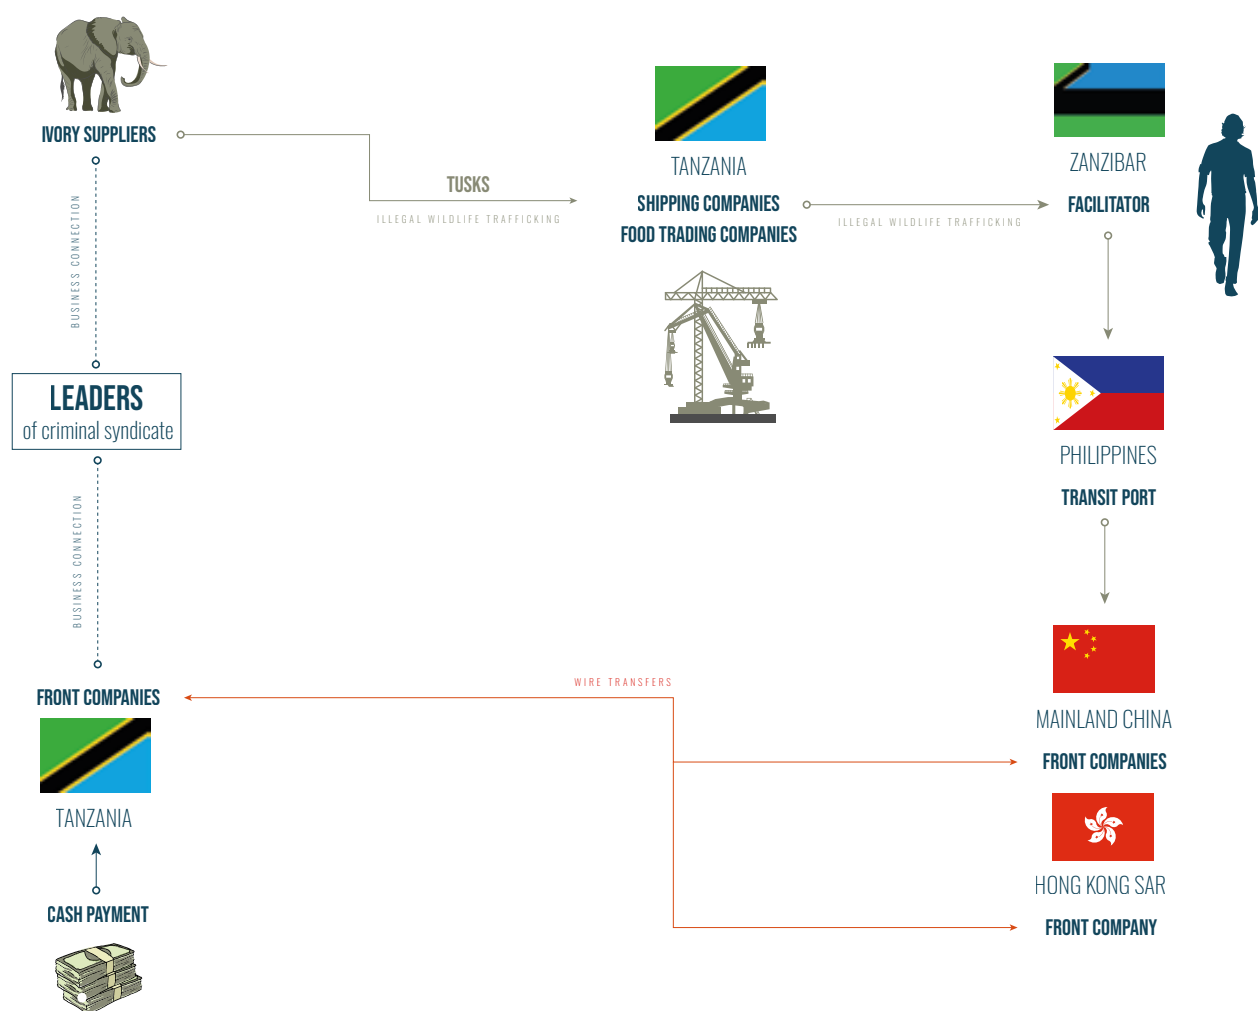 IVORY SUPPLIERS
BUSINESS CONNECTION
LEADERS
of criminal syndicate
BUSINESS CONNECTION
FRONT COMPANIES
TANZANIA
CASH PAYMENT
TUSKS
ILLEGAL WILDLIFE TRAFFICKING
TANZANIA
SHIPPING COMPANIES
FOOD TRADING COMPANIES
ILLEGAL WILDLIFE TRAFFICKING
ZANZIBAR
FACILITATOR
PHILIPPINES
TRANSIT PORT
MAINLAND CHINA
FRONT COMPANIES
HONG KONG SAR
FRONT COMPANY
WIRE TRANSFERS